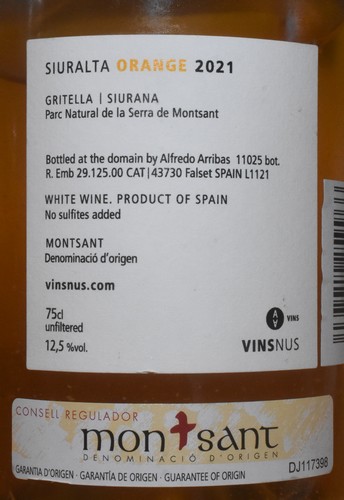 SIURALTA ORANGE 2021
GRITELLA | SIURANA
Parc Natural de la Serra de Montsant
Bottled at the domain by Alfredo Arribas 11025 bot.
R. Emb 29.125.00 CAT | 43730 Falset SPAIN L1121
WHITE WINE. PRODUCT OF SPAIN
No sulfites added
MONTSANT
Denominació d'origen
vinsnus.com
75cl
unfiltered
12,5 %vol.
AV VINS
VINSNUS
CONSELL REGULADOR
montsant
DENOMINACIÓ D'ORIGEN
GARANTIA D'ORIGEN · GARANTÍA DE ORIGEN · GUARANTEE OF ORIGIN
DJ117398